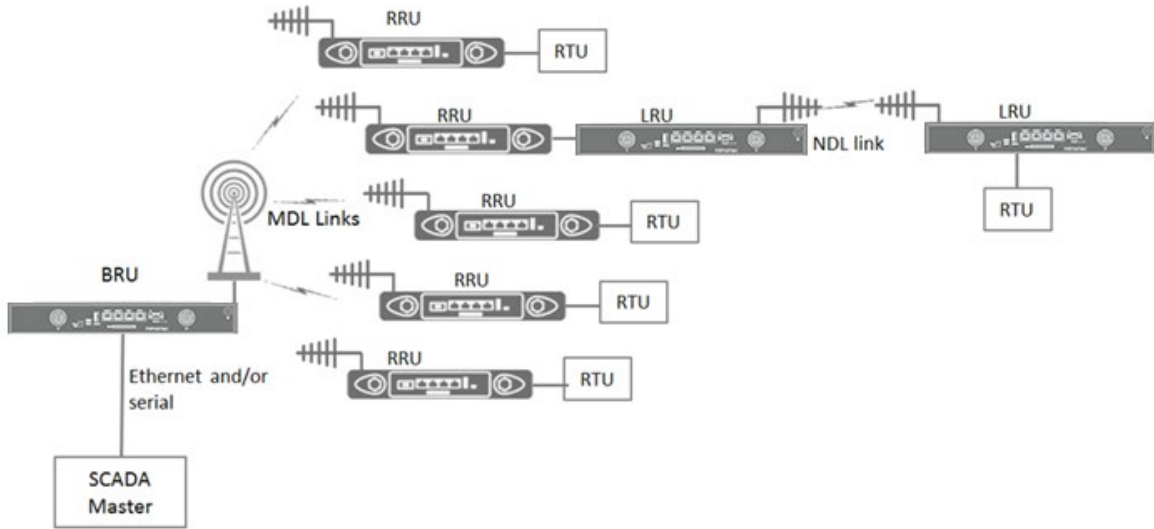 RRU
RTU
RRU
LRU
NDL link
LRU
RTU
MDL Links
RRU
RTU
BRU
RRU
RTU
RRU
RTU
Ethernet and/or
serial
SCADA
Master